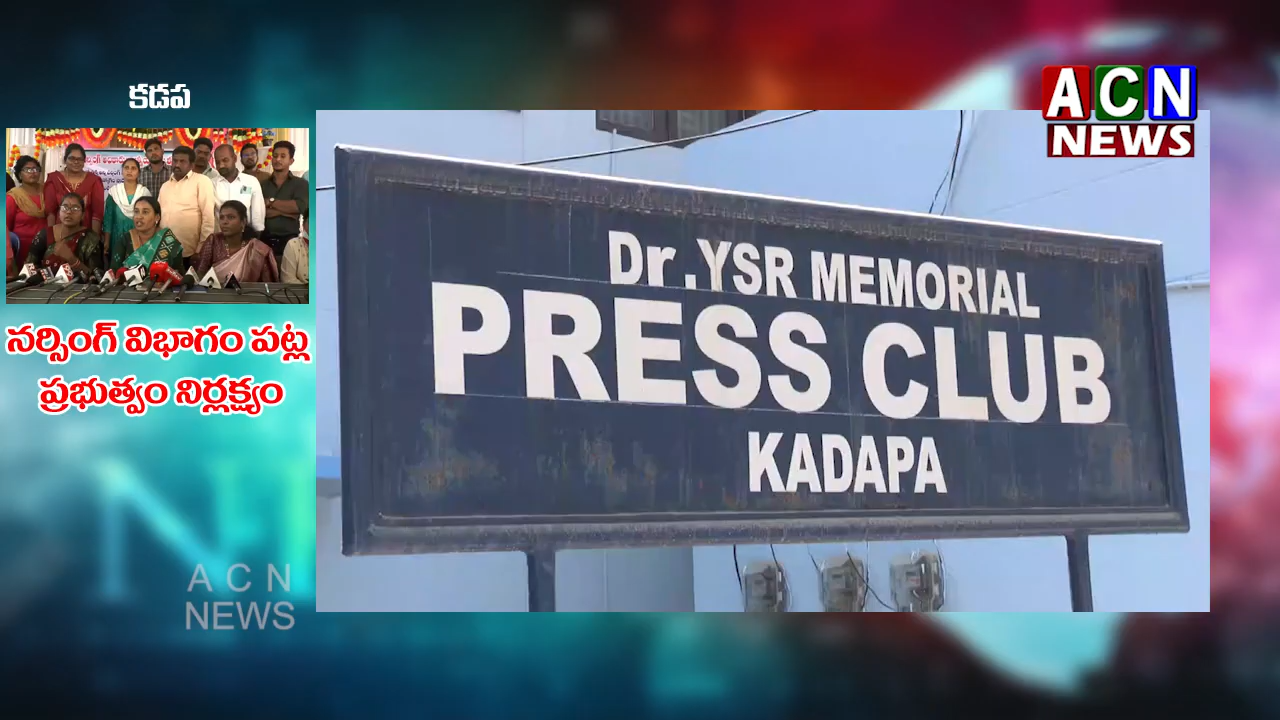 కడప
నర్సింగ్ విభాగం పట్ల
ప్రభుత్వం నిర్లక్ష్యం
ACN
NEWS
Dr.YSR MEMORIAL
PRESS CLUB
KADAPA
ACN
NEWS